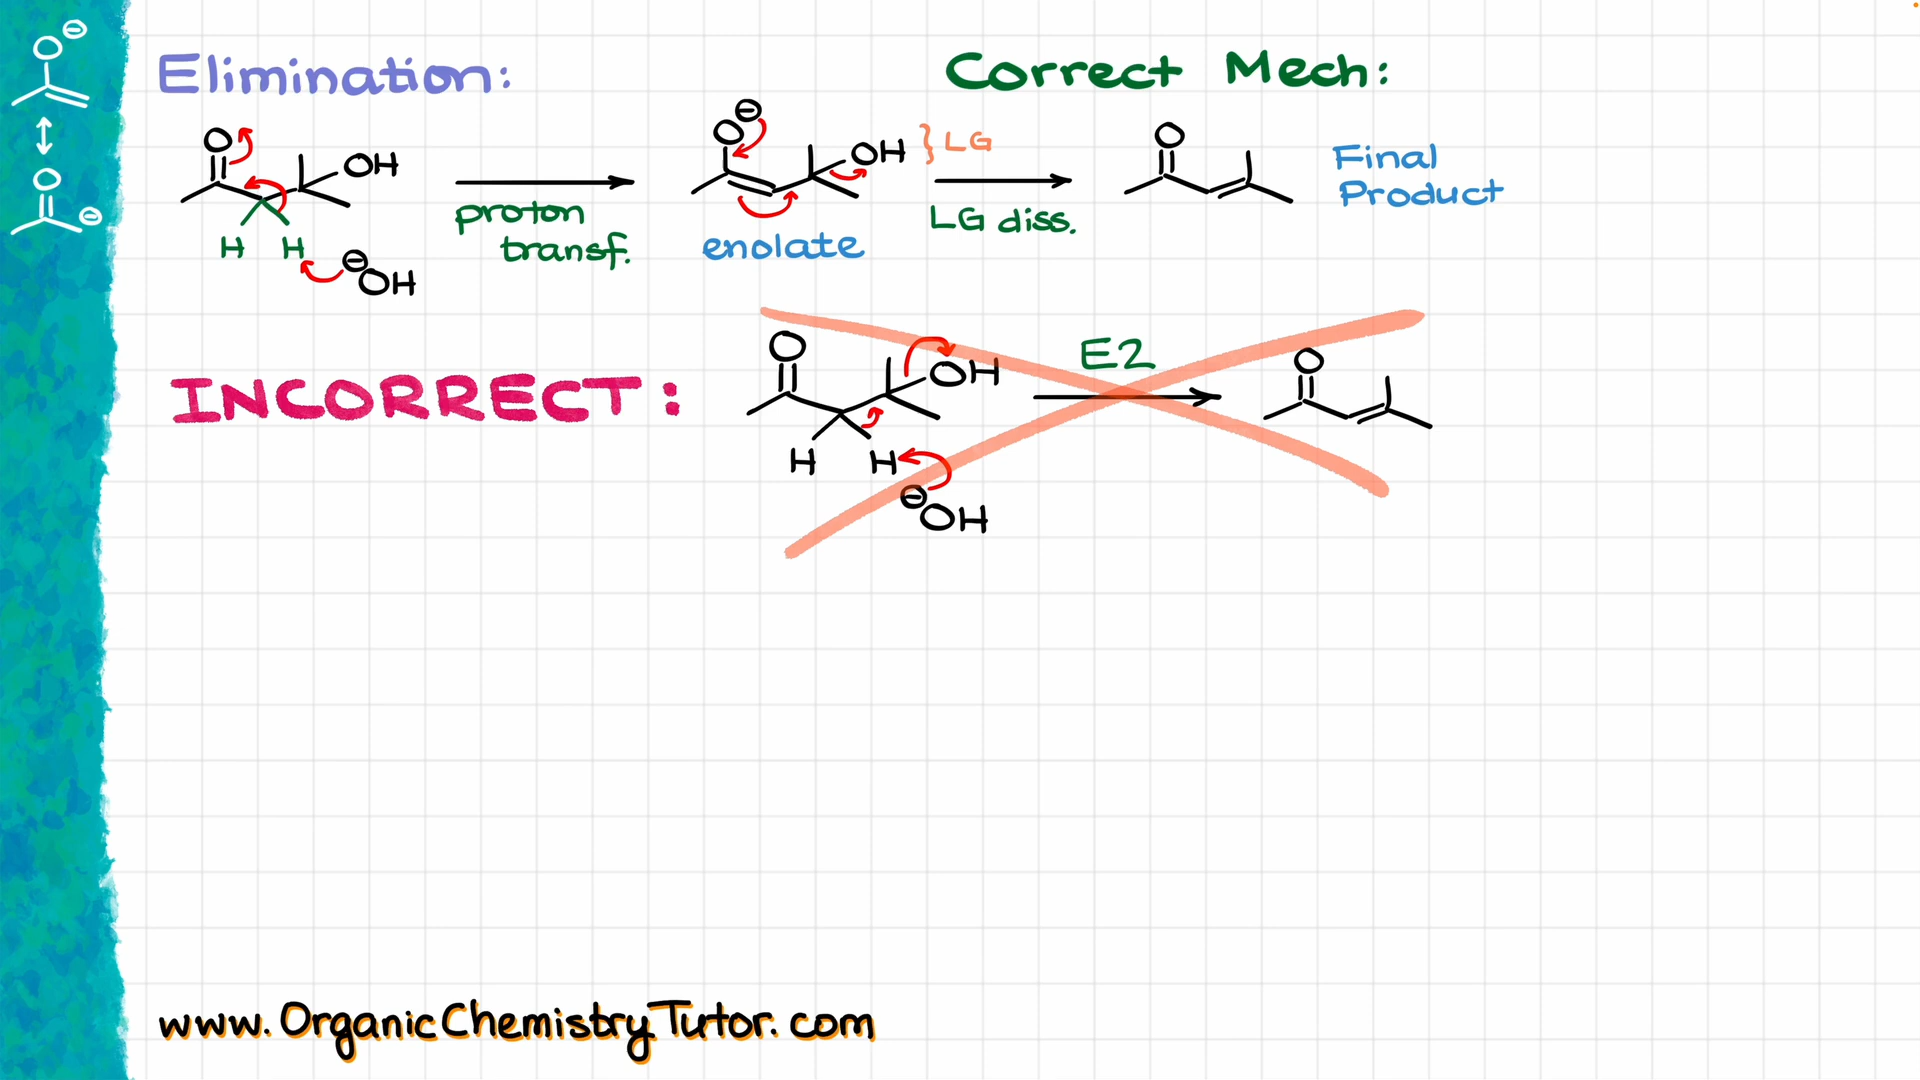 Elimination:
Correct Mech:
O⊖
O
O
OH
H H
⊖OH
proton
transf.
O⊖
OH
} LG
enolate
LG diss.
O
Final
Product
O⊖
INCORRECT:
O
OH
H H
⊖OH
E2
O
www.OrganicChemistryTutor.com